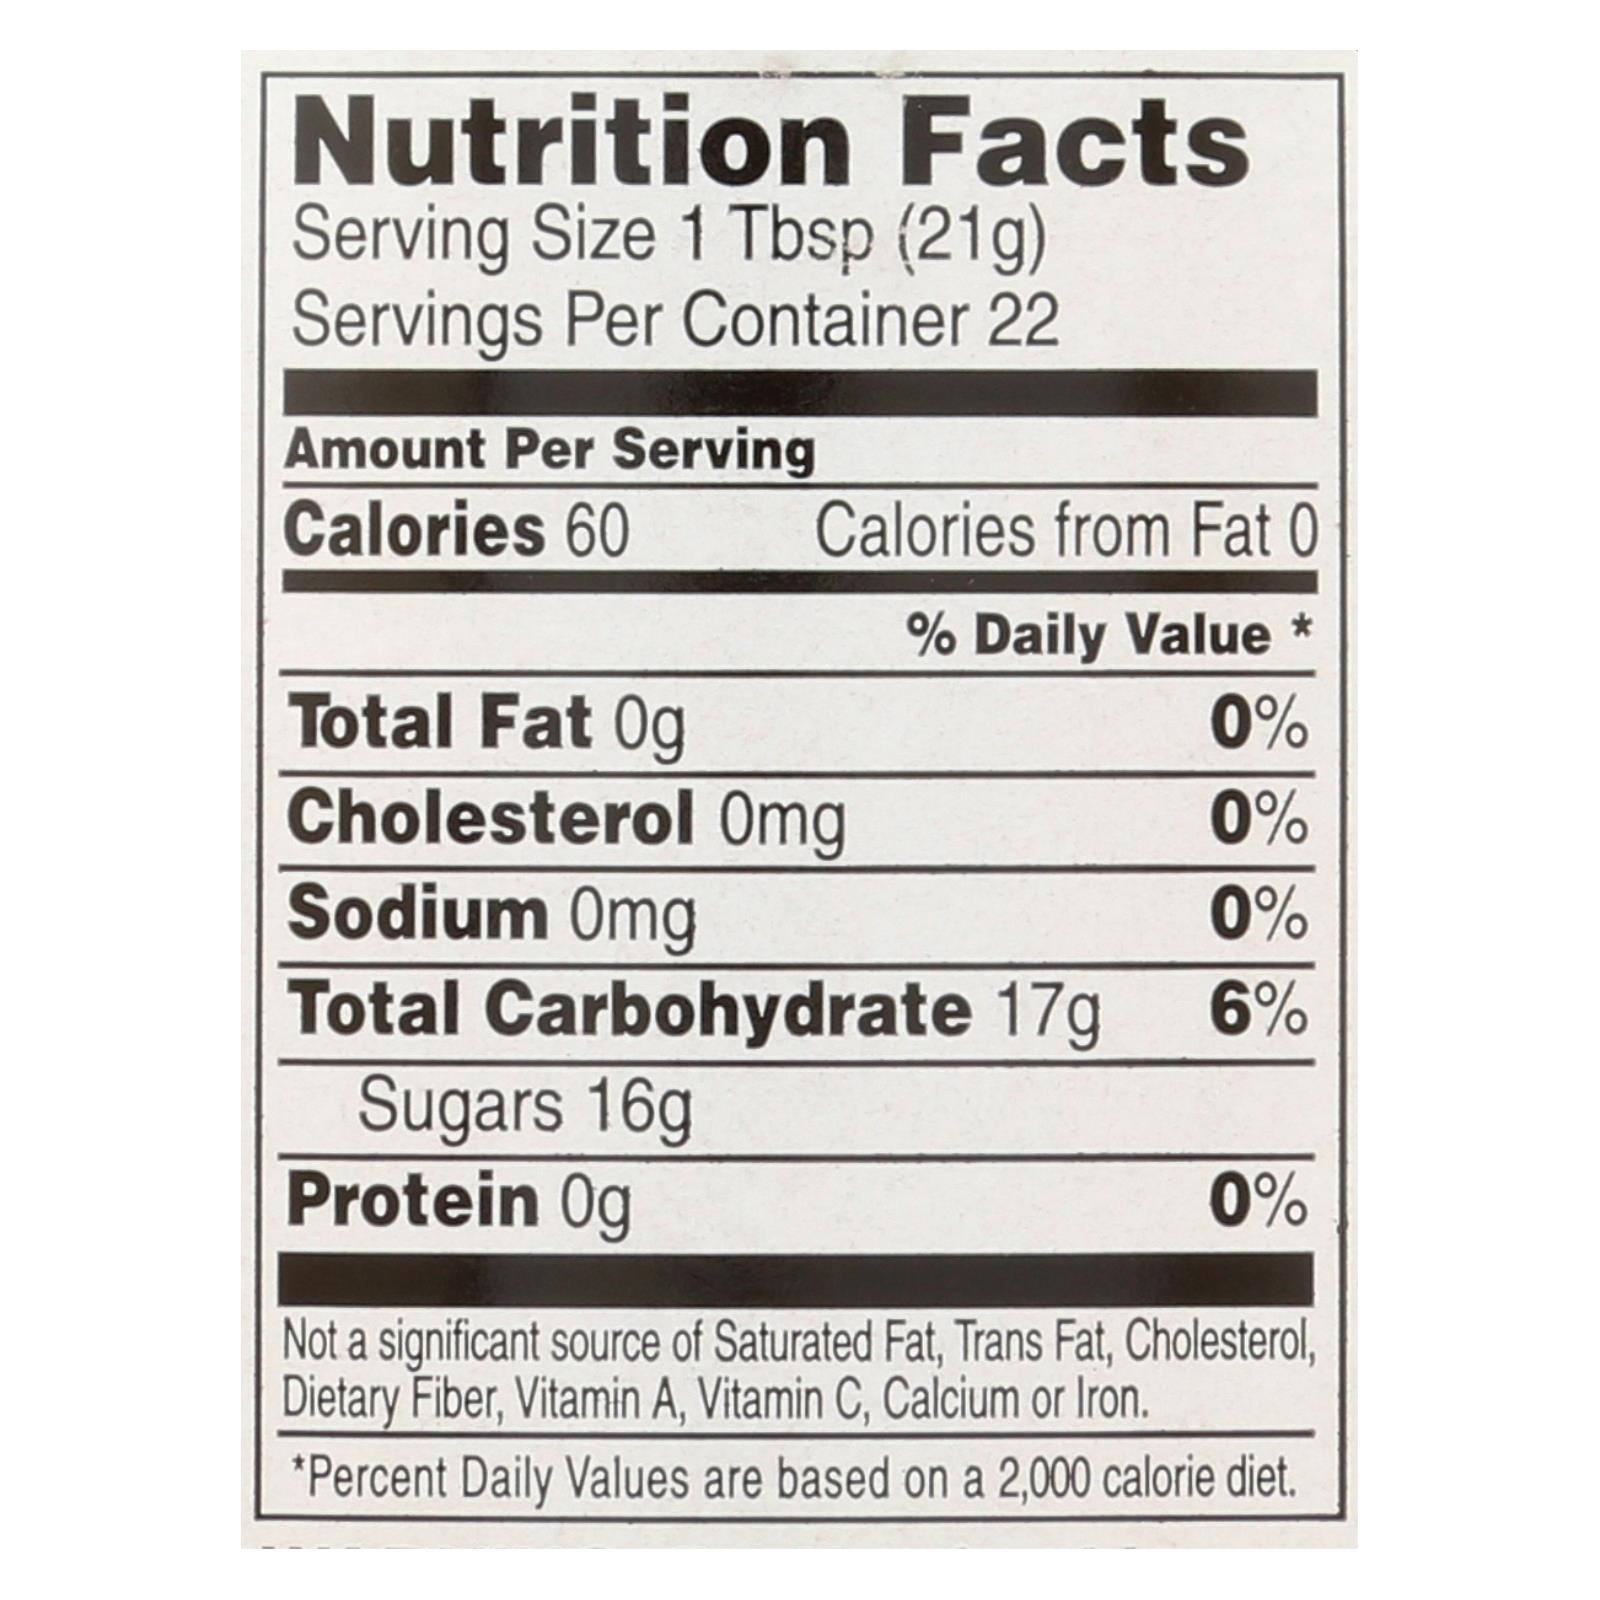 Nutrition Facts
Serving Size 1 Tbsp (21g)
Servings Per Container 22
Amount Per Serving
Calories 60 Calories from Fat 0
% Daily Value *
Total Fat 0g 0%
Cholesterol 0mg 0%
Sodium 0mg 0%
Total Carbohydrate 17g 6%
Sugars 16g
Protein 0g 0%
Not a significant source of Saturated Fat, Trans Fat, Cholesterol,
Dietary Fiber, Vitamin A, Vitamin C, Calcium or Iron.
*Percent Daily Values are based on a 2,000 calorie diet.